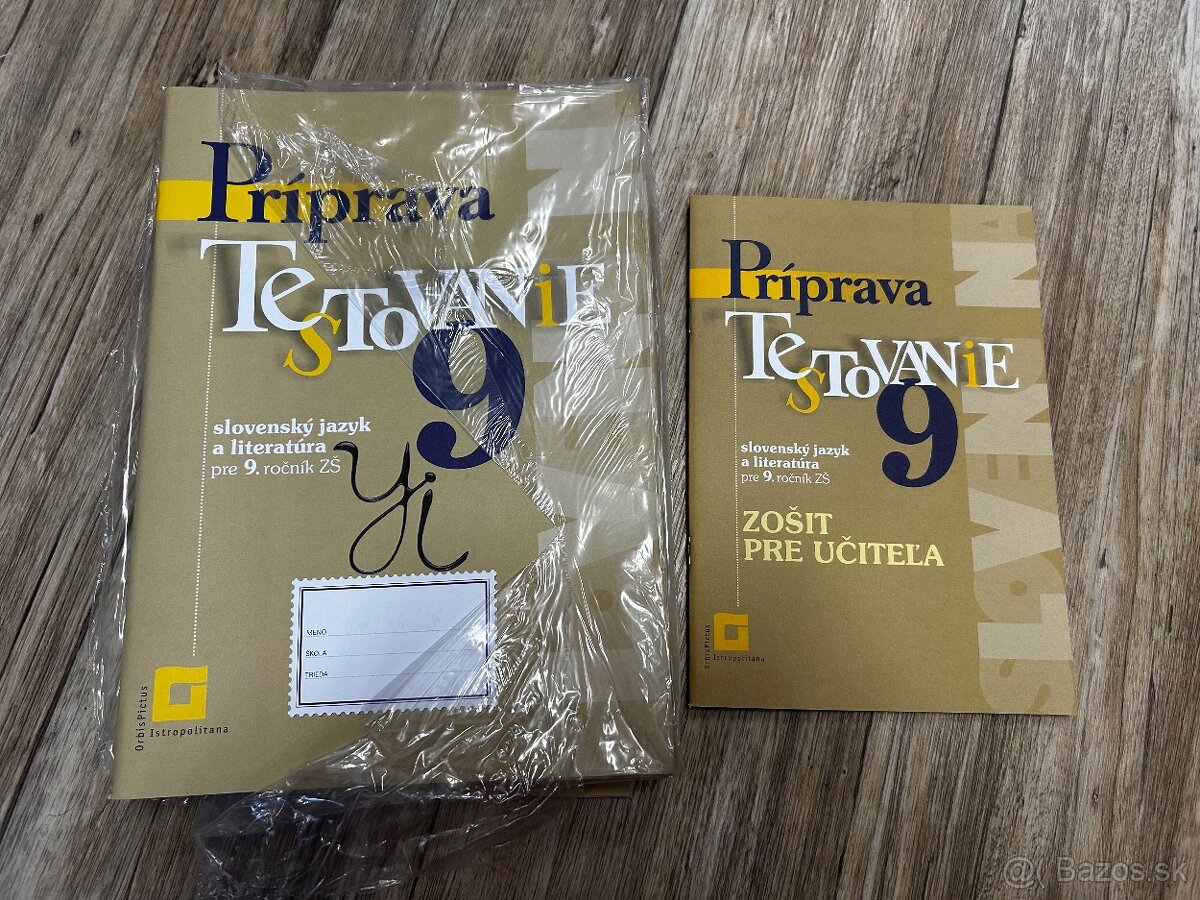 Príprava
TeSTOVANiE
9
slovenský jazyk
a literatúra
pre 9. ročník ZŠ
yi
MENO
ŠKOLA
TRIEDA
OrbisPictus
Istropolitana
Príprava
TeSTOVANiE
9
slovenský jazyk
a literatúra
pre 9. ročník ZŠ
ZOŠIT
PRE UČITEĽA
SLOVENČINA
OrbisPictus
Istropolitana
@ Bazos.sk